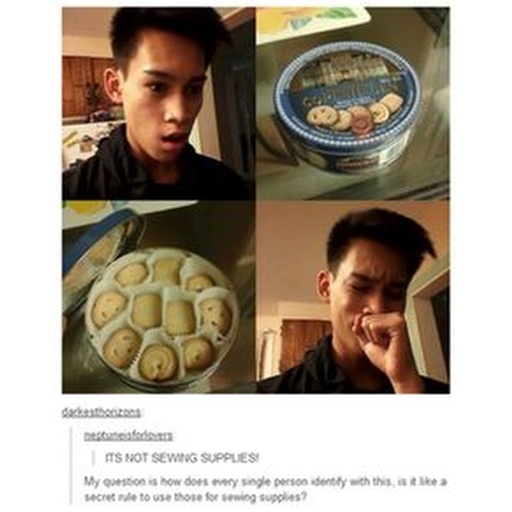 darkesthorizons:
neptuneisforlovers:
ITS NOT SEWING SUPPLIES!
My question is how does every single person identify with this, is it like a
secret rule to use those for sewing supplies?